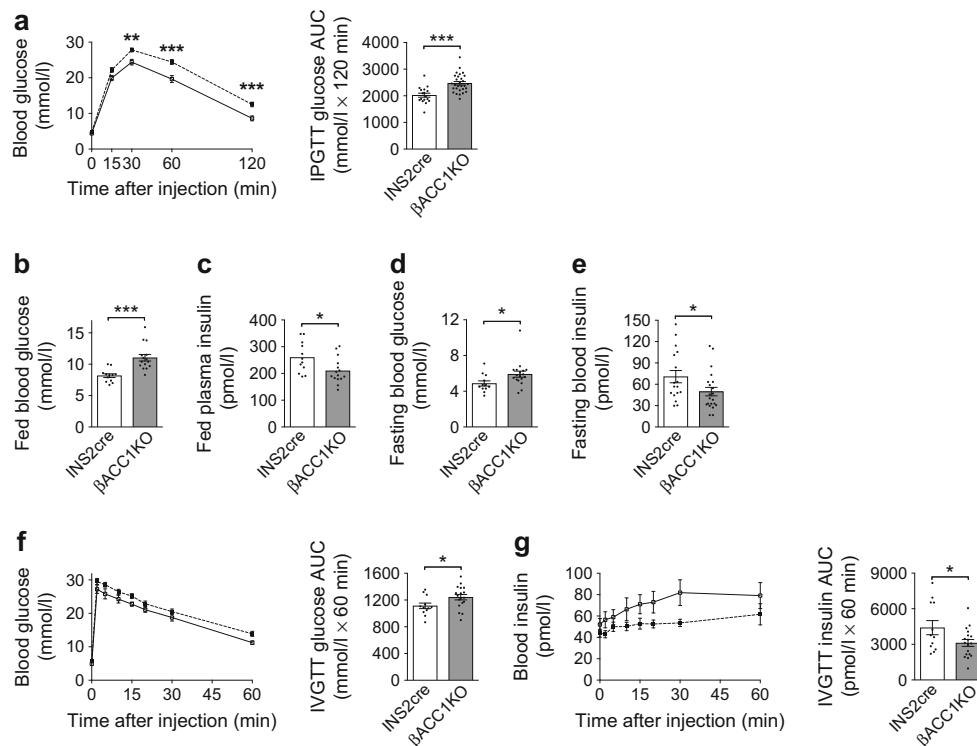 a
Blood glucose
(mmol/l)
30
20
10
0
**
***
***
0
15
30
60
120
Time after injection (min)
IPGTT glucose AUC
(mmol/l × 120 min)
4000
3000
2000
1000
0
***
INS2cre
βACC1KO
b
Fed blood glucose
(mmol/l)
15
10
5
0
***
INS2cre
βACC1KO
c
Fed plasma insulin
(pmol/l)
400
300
200
100
0
*
INS2cre
βACC1KO
d
Fasting blood glucose
(mmol/l)
12
8
4
0
*
INS2cre
βACC1KO
e
Fasting blood insulin
(pmol/l)
150
120
90
60
30
0
*
INS2cre
βACC1KO
f
Blood glucose
(mmol/l)
30
20
10
0
0
15
30
45
60
Time after injection (min)
IVGTT glucose AUC
(mmol/l × 60 min)
1600
1200
800
400
0
*
INS2cre
βACC1KO
g
Blood insulin
(pmol/l)
100
80
60
40
20
0
0
15
30
45
60
Time after injection (min)
IVGTT insulin AUC
(pmol/l × 60 min)
9000
6000
3000
0
*
INS2cre
βACC1KO